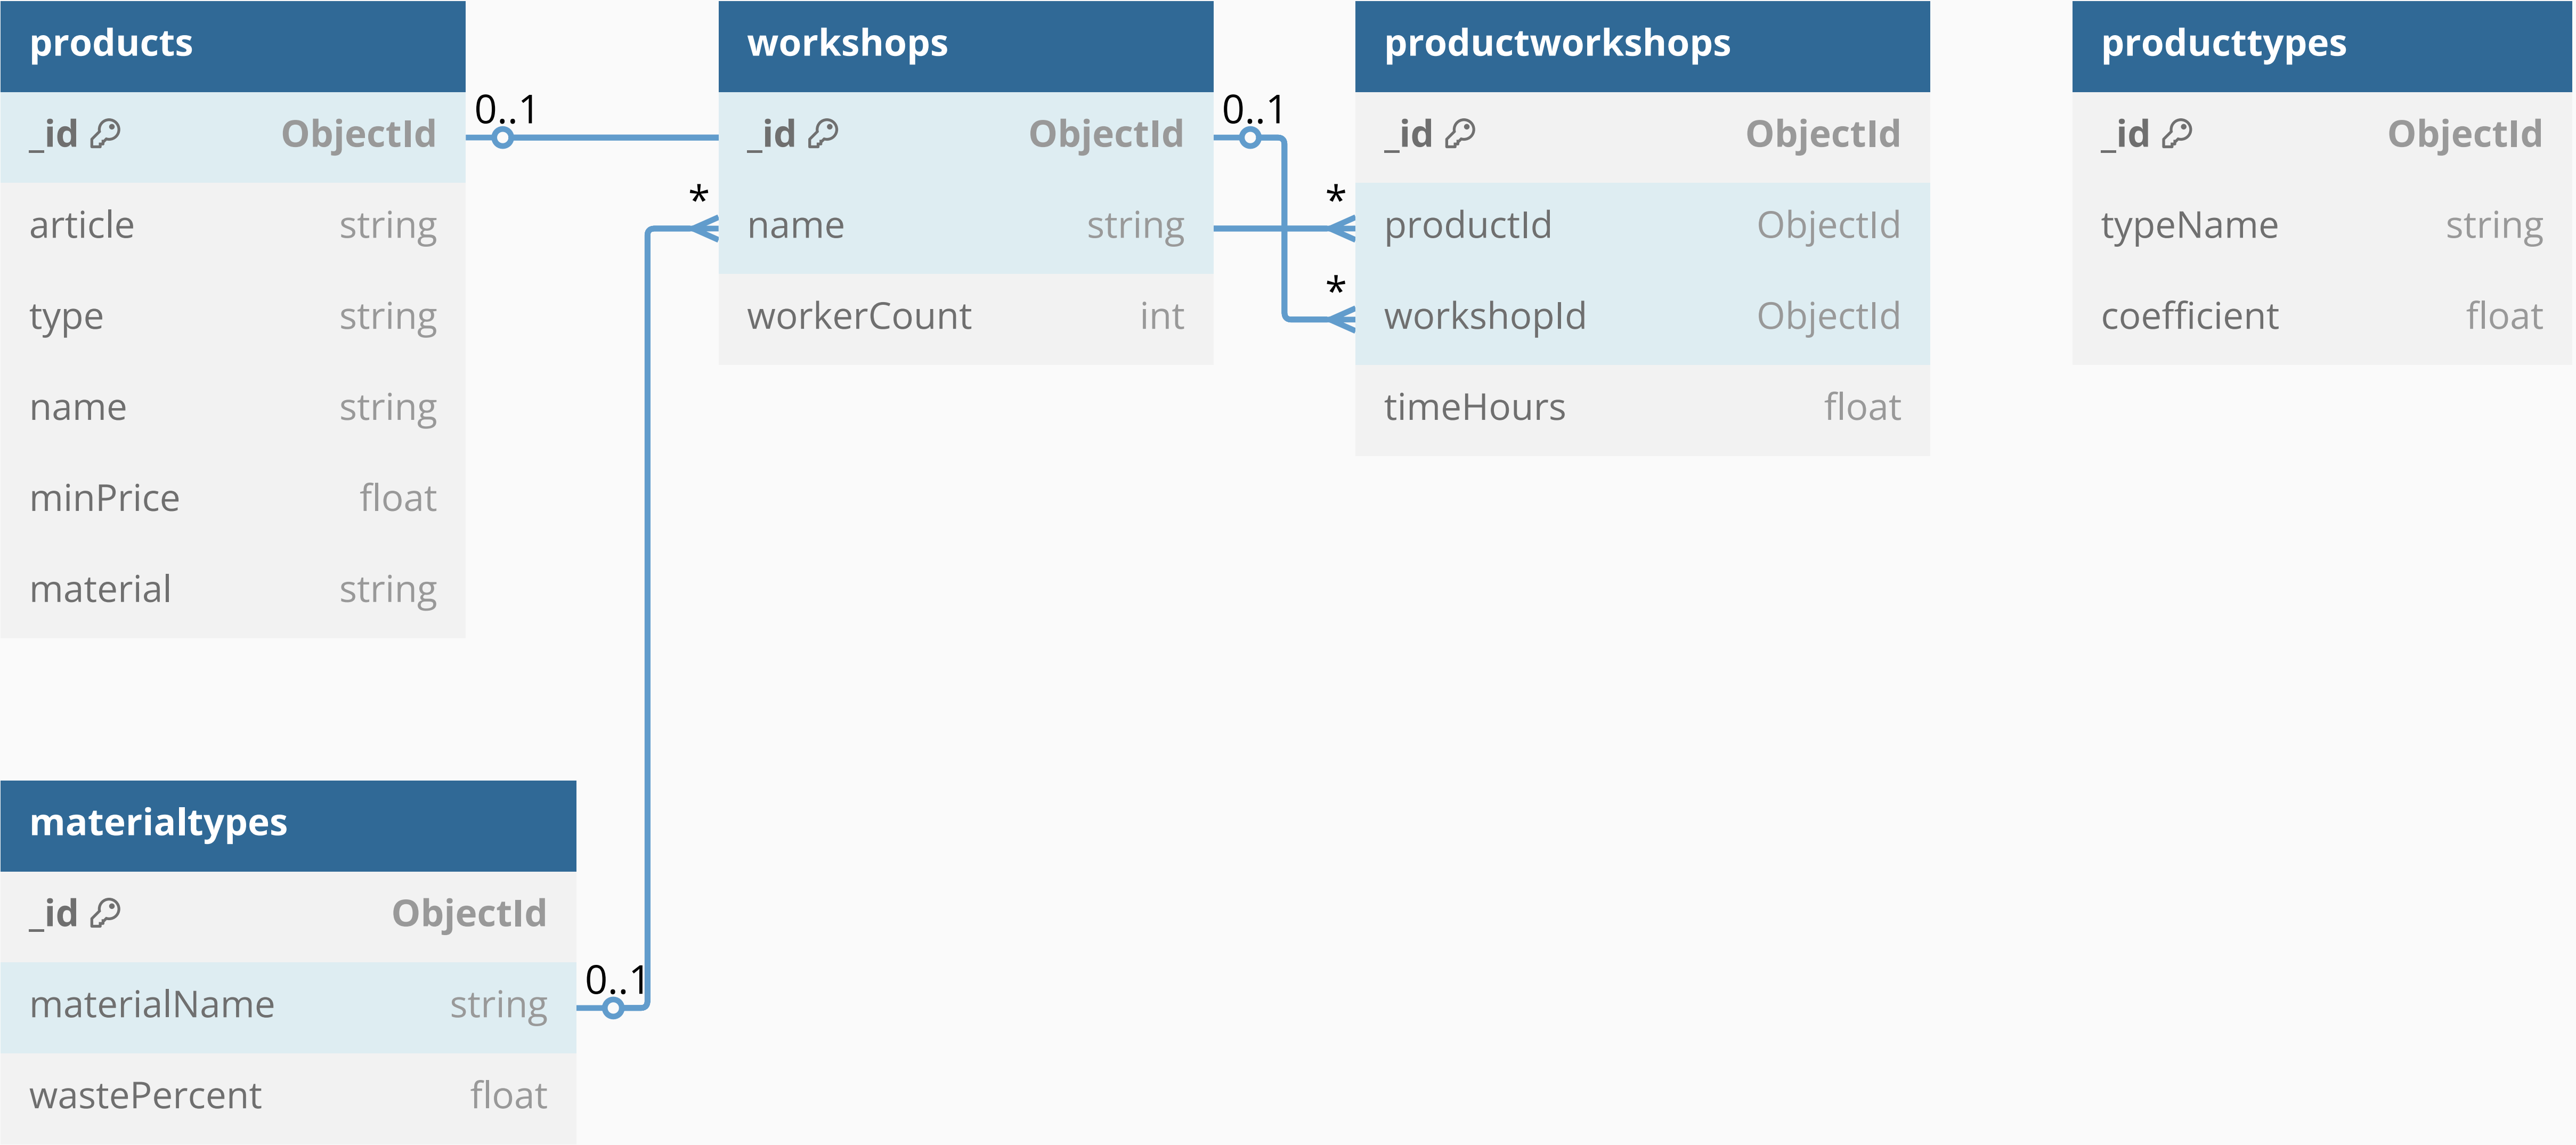 products
_id ObjectId
article string
type string
name string
minPrice float
material string
0..1
workshops
_id ObjectId
name string
workerCount int
*
0..1
productworkshops
_id ObjectId
productId ObjectId
workshopId ObjectId
timeHours float
*
*
producttypes
_id ObjectId
typeName string
coefficient float
materialtypes
_id ObjectId
materialName string
wastePercent float
0..1